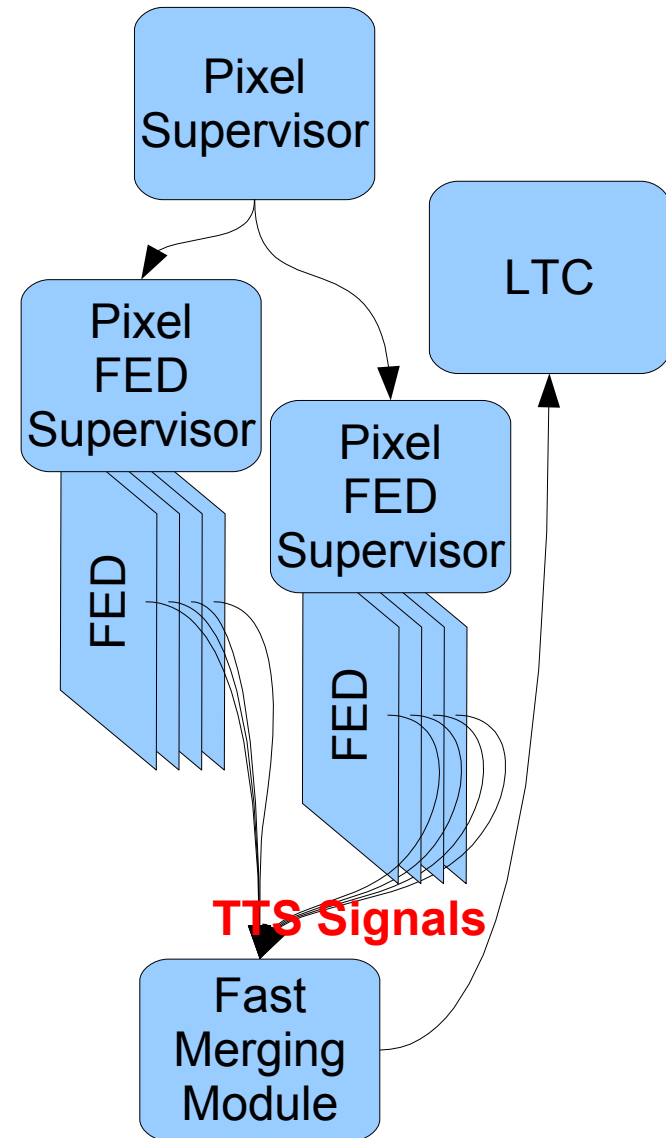 Pixel
Supervisor
LTC
Pixel
FED
Supervisor
Pixel
FED
Supervisor
FED
FED
TTS Signals
Fast
Merging
Module